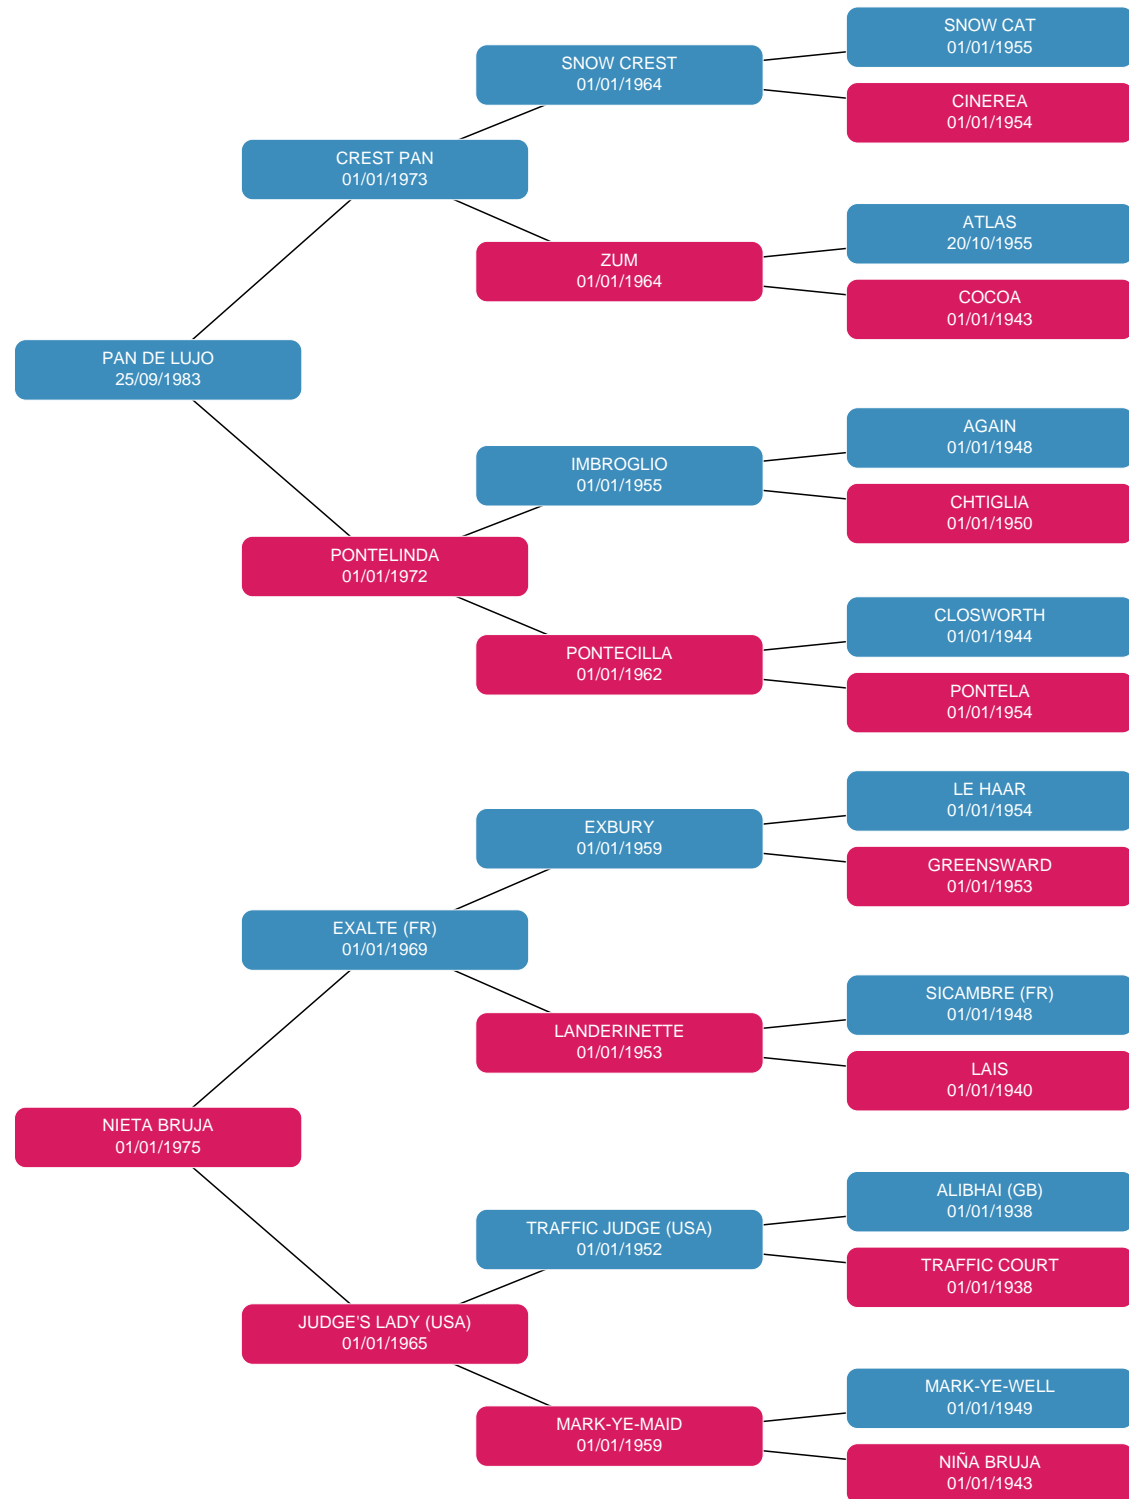 SNOW CAT
01/01/1955
SNOW CREST
01/01/1964
CINEREA
01/01/1954
CREST PAN
01/01/1973
ATLAS
20/10/1955
ZUM
01/01/1964
COCOA
01/01/1943
PAN DE LUJO
25/09/1983
AGAIN
01/01/1948
IMBROGLIO
01/01/1955
CHTIGLIA
01/01/1950
PONTELINDA
01/01/1972
CLOSWORTH
01/01/1944
PONTECILLA
01/01/1962
PONTELA
01/01/1954
LE HAAR
01/01/1954
EXBURY
01/01/1959
GREENSWARD
01/01/1953
EXALTE (FR)
01/01/1969
SICAMBRE (FR)
01/01/1948
LANDERINETTE
01/01/1953
LAIS
01/01/1940
NIETA BRUJA
01/01/1975
ALIBHAI (GB)
01/01/1938
TRAFFIC JUDGE (USA)
01/01/1952
TRAFFIC COURT
01/01/1938
JUDGE'S LADY (USA)
01/01/1965
MARK-YE-WELL
01/01/1949
MARK-YE-MAID
01/01/1959
NIÑA BRUJA
01/01/1943